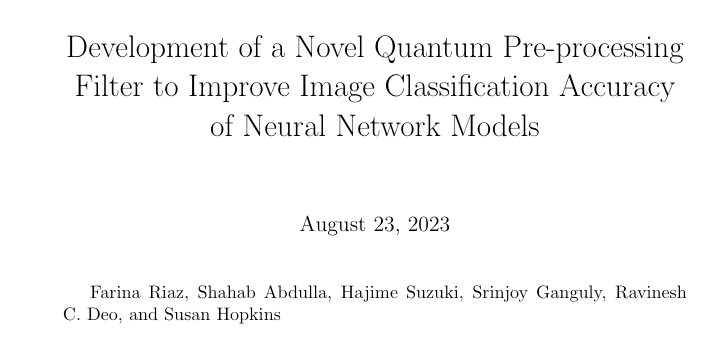 Development of a Novel Quantum Pre-processing
Filter to Improve Image Classification Accuracy
of Neural Network Models
August 23, 2023
Farina Riaz, Shahab Abdulla, Hajime Suzuki, Srinjoy Ganguly, Ravinesh
C. Deo, and Susan Hopkins